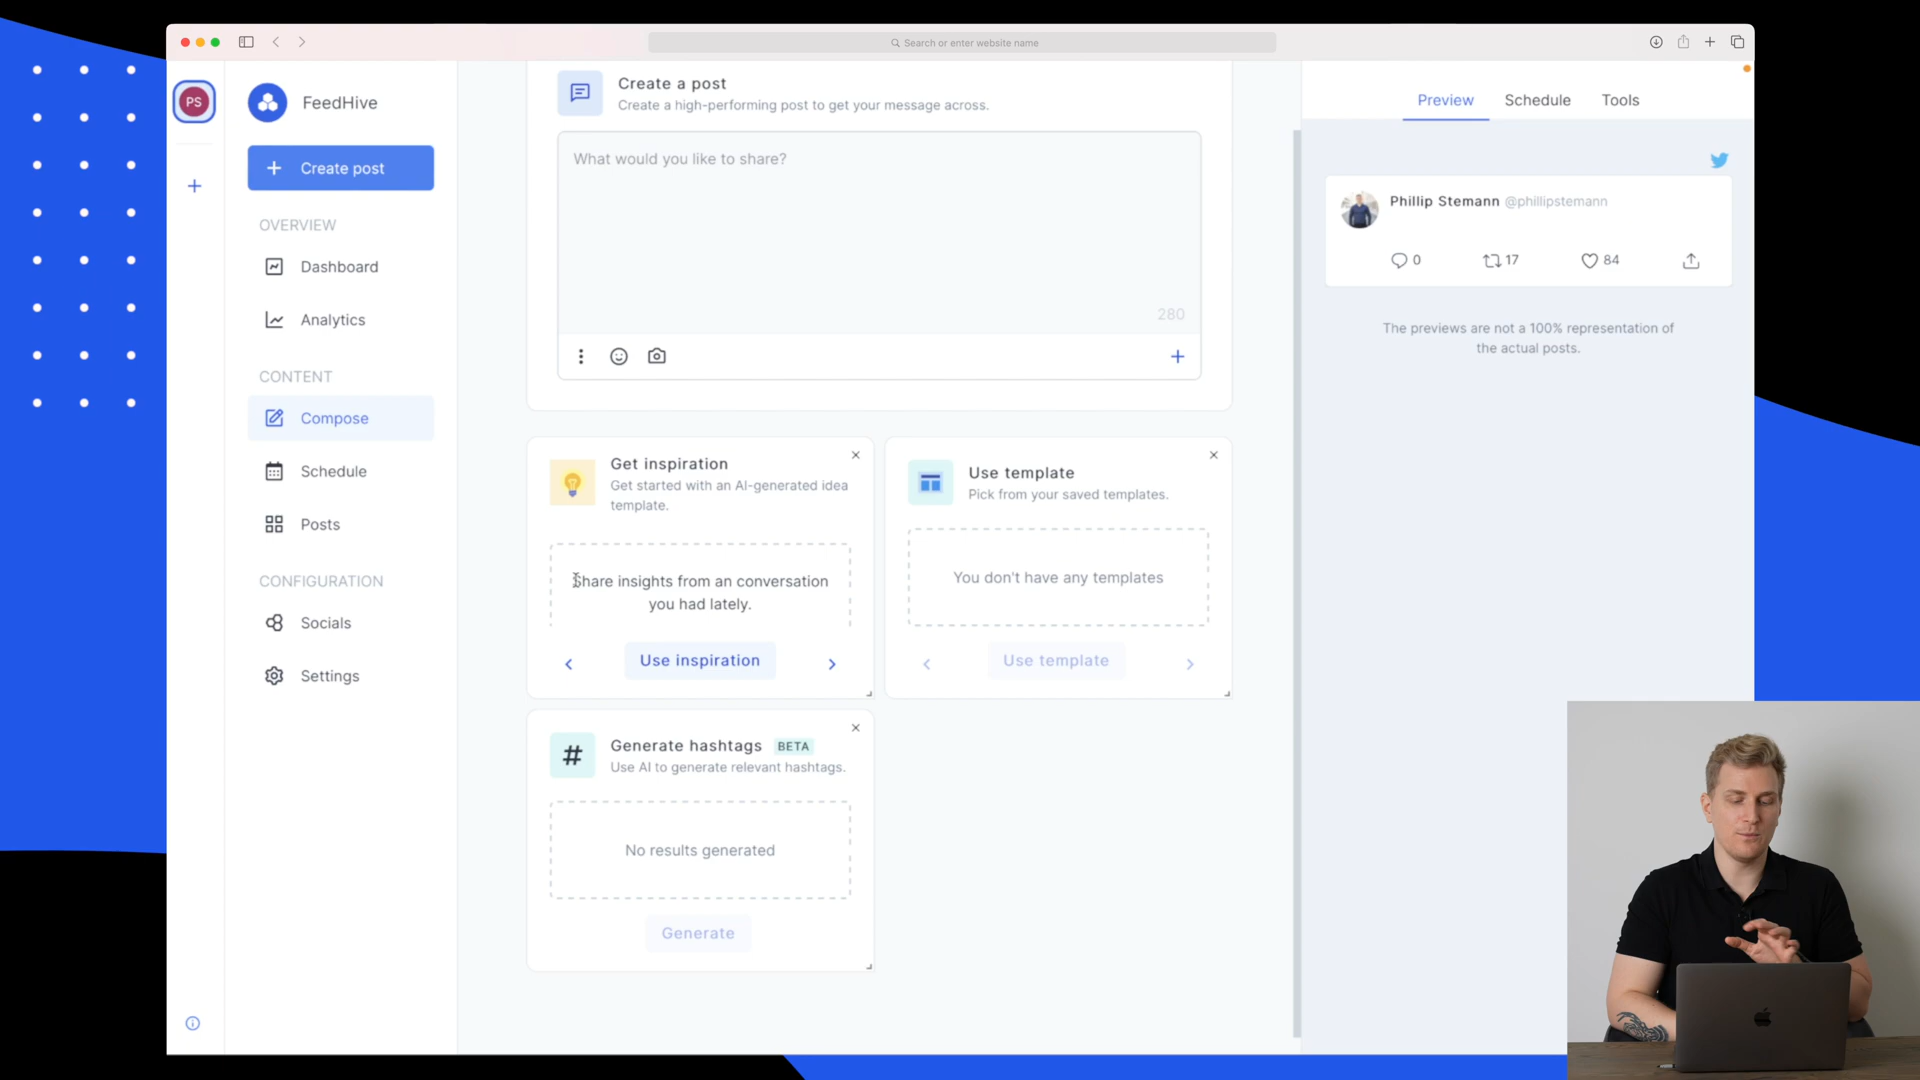 Search or enter website name
PS
FeedHive
Create post
OVERVIEW
Dashboard
Analytics
CONTENT
Compose
Schedule
Posts
CONFIGURATION
Socials
Settings
Create a post
Create a high-performing post to get your message across.
What would you like to share?
280
Get inspiration
Get started with an AI-generated idea
template.
Share insights from an conversation
you had lately.
Use inspiration
Use template
Pick from your saved templates.
You don't have any templates
Use template
Generate hashtags BETA
Use AI to generate relevant hashtags.
No results generated
Generate
Preview Schedule Tools
Phillip Stemann @phillipstemann
0 17 84
The previews are not a 100% representation of
the actual posts.